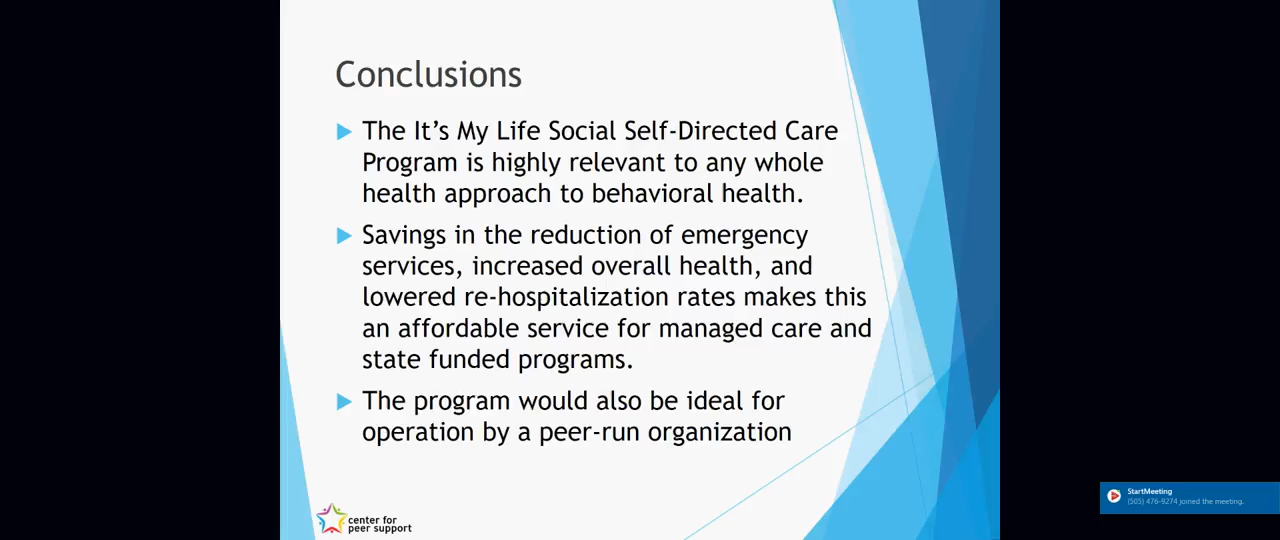 Conclusions
The It's My Life Social Self-Directed Care
Program is highly relevant to any whole
health approach to behavioral health.
Savings in the reduction of emergency
services, increased overall health, and
lowered re-hospitalization rates makes this
an affordable service for managed care and
state funded programs.
The program would also be ideal for
operation by a peer-run organization
center for
peer support
StartMeeting
(505) 476-9274 joined the meeting.